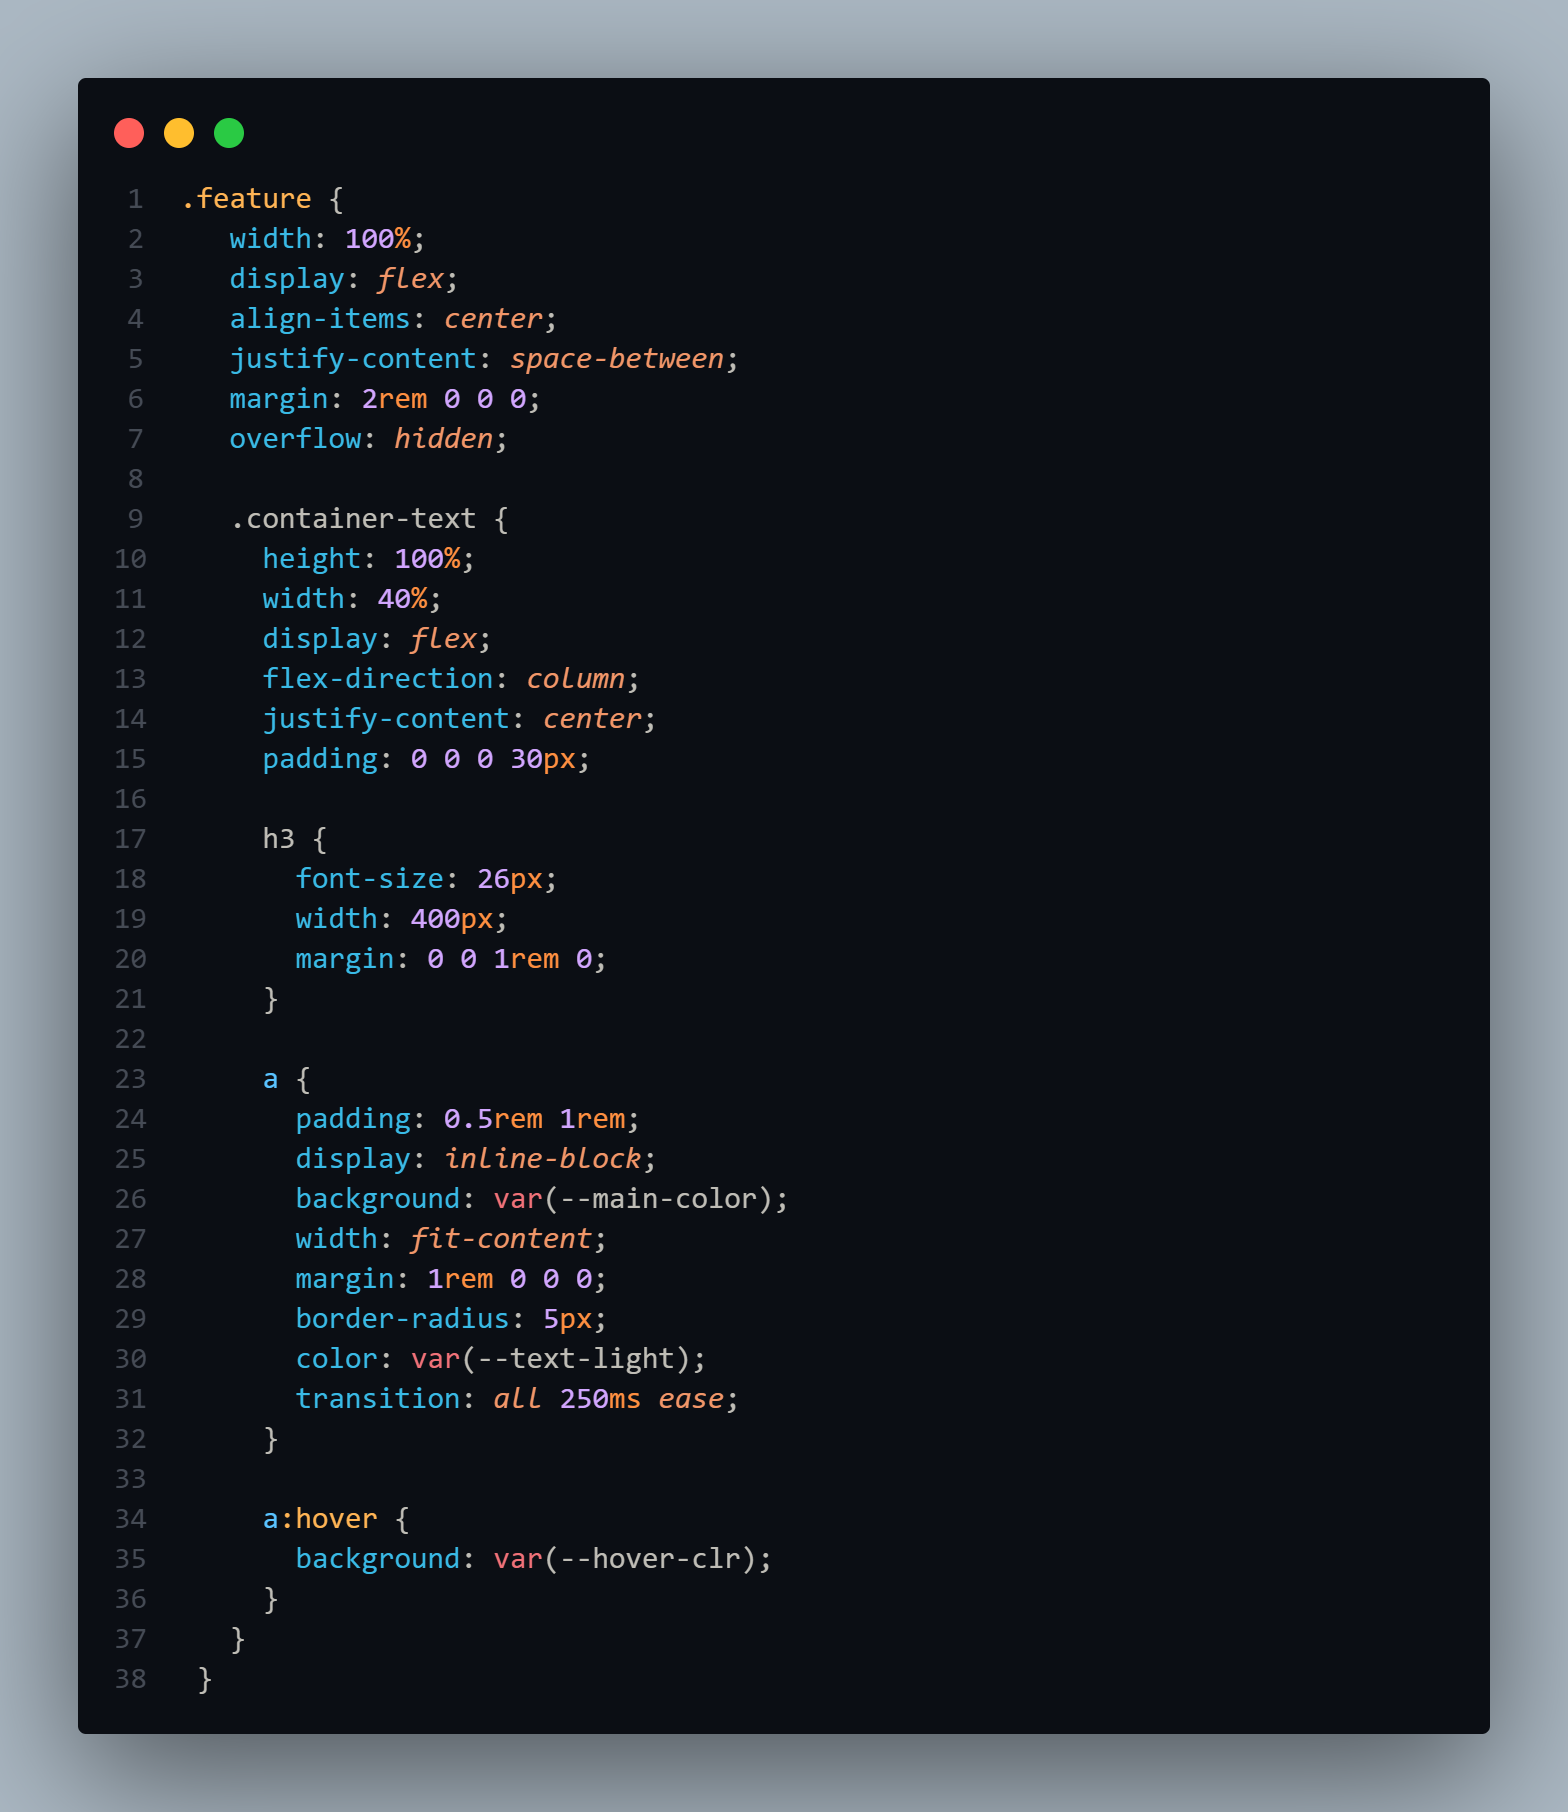 1 .feature {
2 width: 100%;
3 display: flex;
4 align-items: center;
5 justify-content: space-between;
6 margin: 2rem 0 0 0;
7 overflow: hidden;
8
9 .container-text {
10 height: 100%;
11 width: 40%;
12 display: flex;
13 flex-direction: column;
14 justify-content: center;
15 padding: 0 0 0 30px;
16
17 h3 {
18 font-size: 26px;
19 width: 400px;
20 margin: 0 0 1rem 0;
21 }
22
23 a {
24 padding: 0.5rem 1rem;
25 display: inline-block;
26 background: var(--main-color);
27 width: fit-content;
28 margin: 1rem 0 0 0;
29 border-radius: 5px;
30 color: var(--text-light);
31 transition: all 250ms ease;
32 }
33
34 a:hover {
35 background: var(--hover-clr);
36 }
37 }
38 }